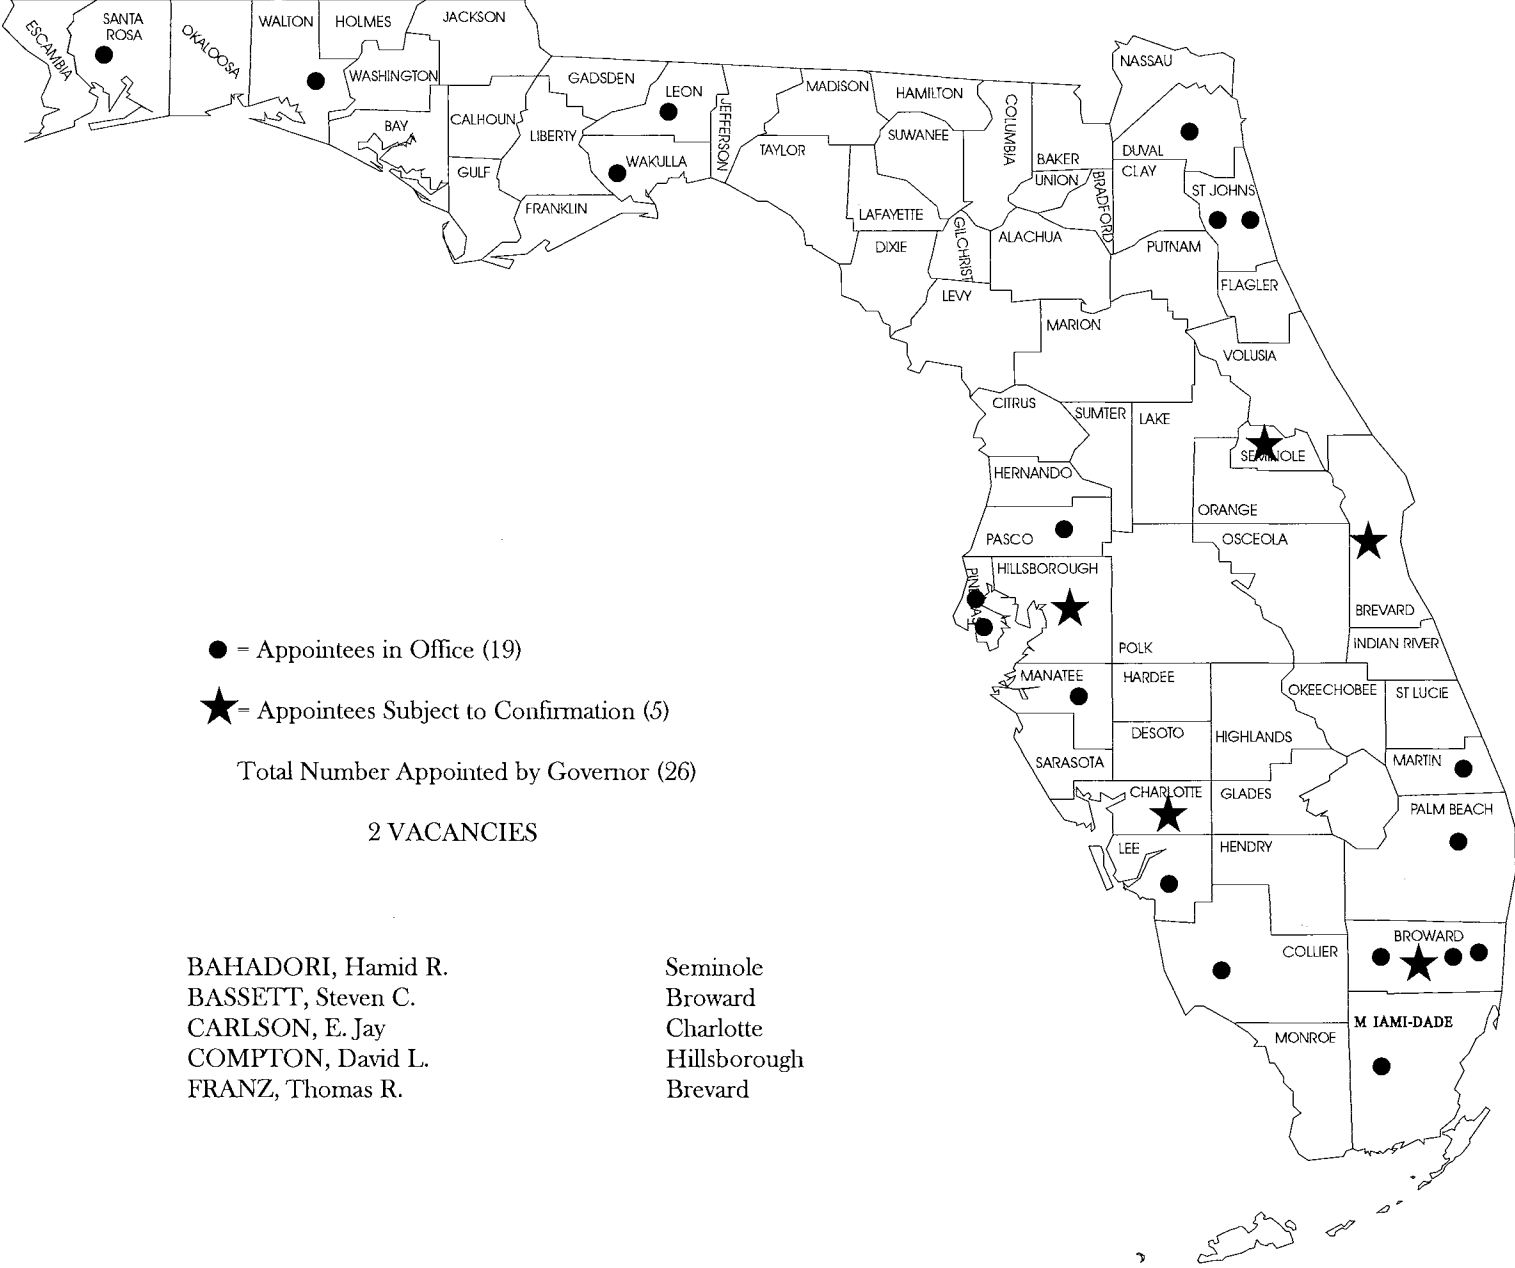 ESCAMBIA
SANTA
ROSA
OKALOOSA
WALTON
HOLMES
JACKSON
WASHINGTON
BAY
CALHOUN
GULF
GADSDEN
LIBERTY
FRANKLIN
LEON
WAKULLA
JEFFERSON
MADISON
TAYLOR
HAMILTON
SUWANEE
LAFAYETTE
DIXIE
COLUMBIA
GILCHRIST
LEVY
BAKER
UNION
BRADFORD
ALACHUA
NASSAU
DUVAL
CLAY
ST JOHNS
PUTNAM
FLAGLER
MARION
VOLUSIA
CITRUS
SUMTER
LAKE
SEMINOLE
HERNANDO
ORANGE
PASCO
OSCEOLA
HILLSBOROUGH
PINELLAS
BREVARD
POLK
INDIAN RIVER
MANATEE
HARDEE
OKEECHOBEE
ST LUCIE
DESOTO
HIGHLANDS
SARASOTA
MARTIN
CHARLOTTE
GLADES
PALM BEACH
LEE
HENDRY
BROWARD
COLLIER
M IAMI-DADE
MONROE
= Appointees in Office (19)
= Appointees Subject to Confirmation (5)
Total Number Appointed by Governor (26)
2 VACANCIES
BAHADORI, Hamid R. Seminole
BASSETT, Steven C. Broward
CARLSON, E. Jay Charlotte
COMPTON, David L. Hillsborough
FRANZ, Thomas R. Brevard